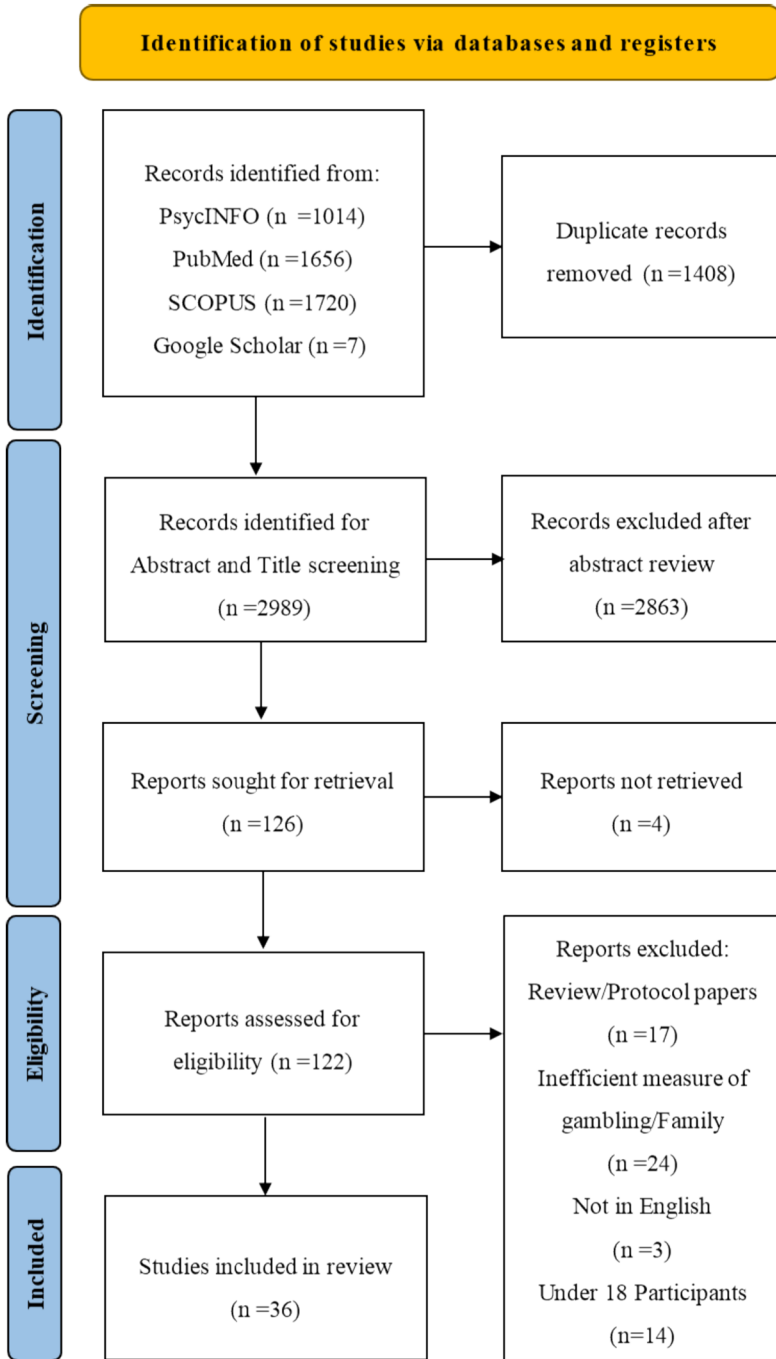 Identification of studies via databases and registers
Identification
Records identified from:
PsycINFO (n =1014)
PubMed (n =1656)
SCOPUS (n =1720)
Google Scholar (n =7)
Duplicate records
removed (n =1408)
Screening
Records identified for
Abstract and Title screening
(n =2989)
Records excluded after
abstract review
(n =2863)
Reports sought for retrieval
(n =126)
Reports not retrieved
(n =4)
Eligibility
Reports assessed for
eligibility (n =122)
Reports excluded:
Review/Protocol papers
(n =17)
Inefficient measure of
gambling/Family
(n =24)
Not in English
(n =3)
Under 18 Participants
(n=14)
Included
Studies included in review
(n =36)